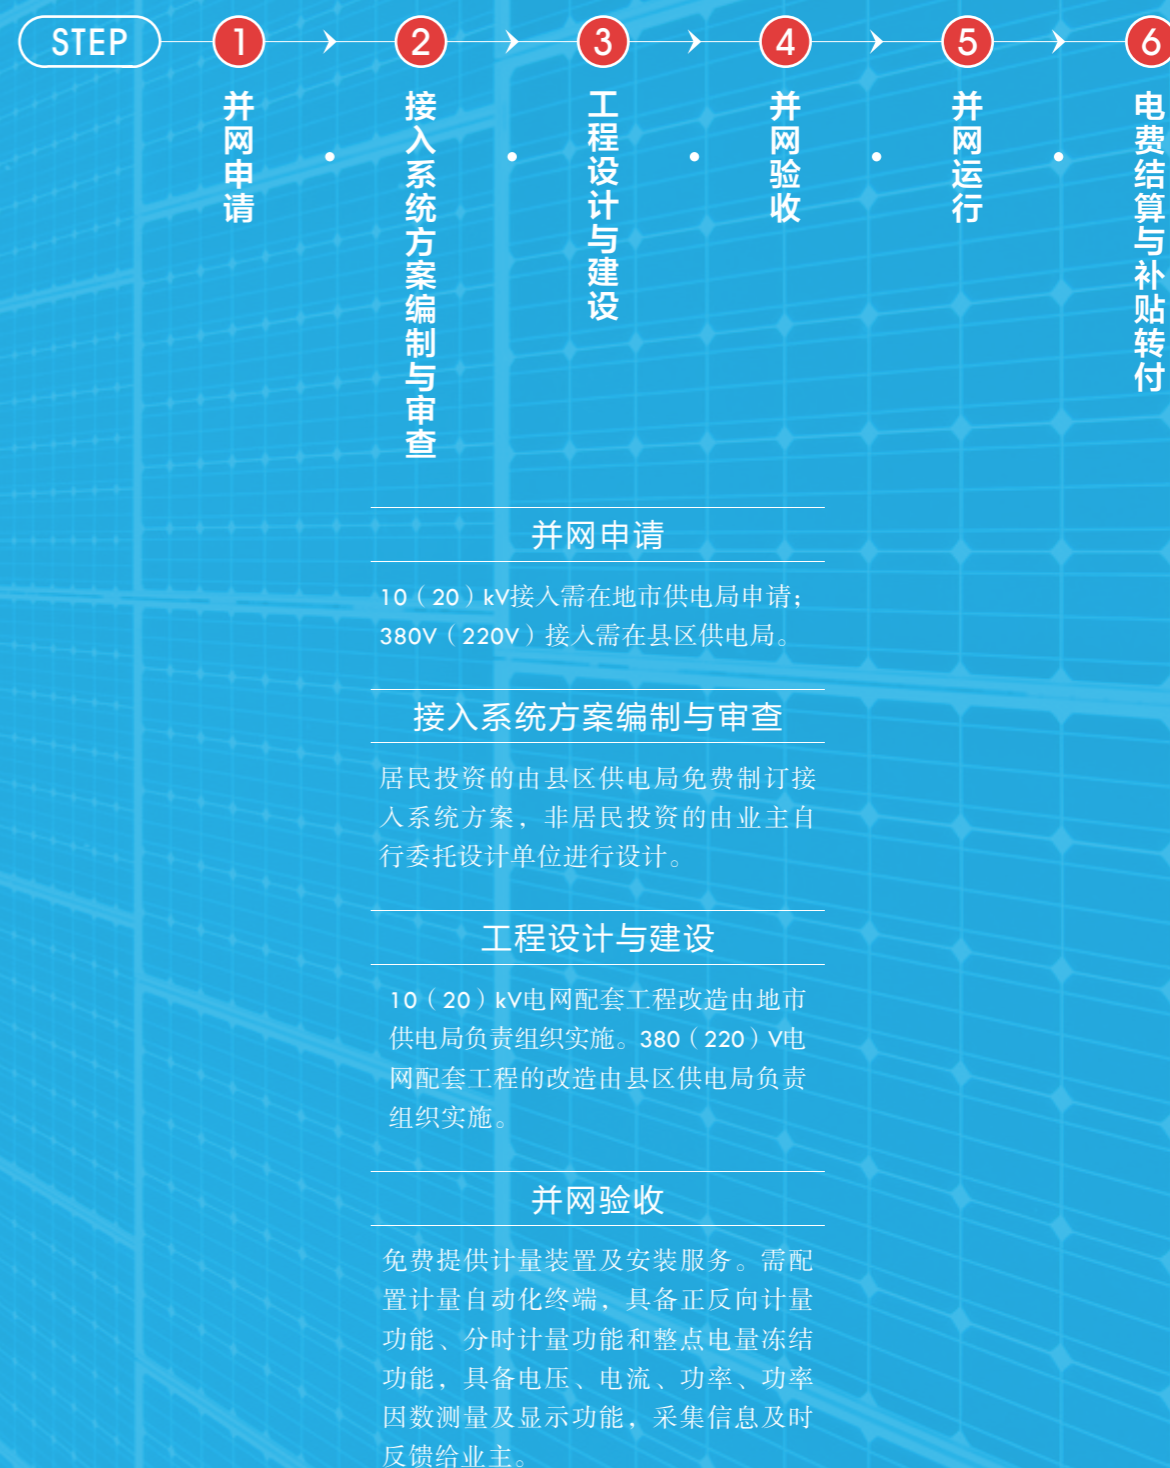 STEP 1 2 3 4 5 6
并网申请
接入系统方案编制与审查
工程设计与建设
并网验收
并网运行
电费结算与补贴转付
并网申请
10（20）kV接入需在地市供电局申请；
380V（220V）接入需在县区供电局。
接入系统方案编制与审查
居民投资的由县区供电局免费制订接
入系统方案，非居民投资的由业主自
行委托设计单位进行设计。
工程设计与建设
10（20）kV电网配套工程改造由地市
供电局负责组织实施。380（220）V电
网配套工程的改造由县区供电局负责
组织实施。
并网验收
免费提供计量装置及安装服务。需配
置计量自动化终端，具备正反向计量
功能、分时计量功能和整点电量冻结
功能，具备电压、电流、功率、功率
因数测量及显示功能，采集信息及时
反馈给业主。